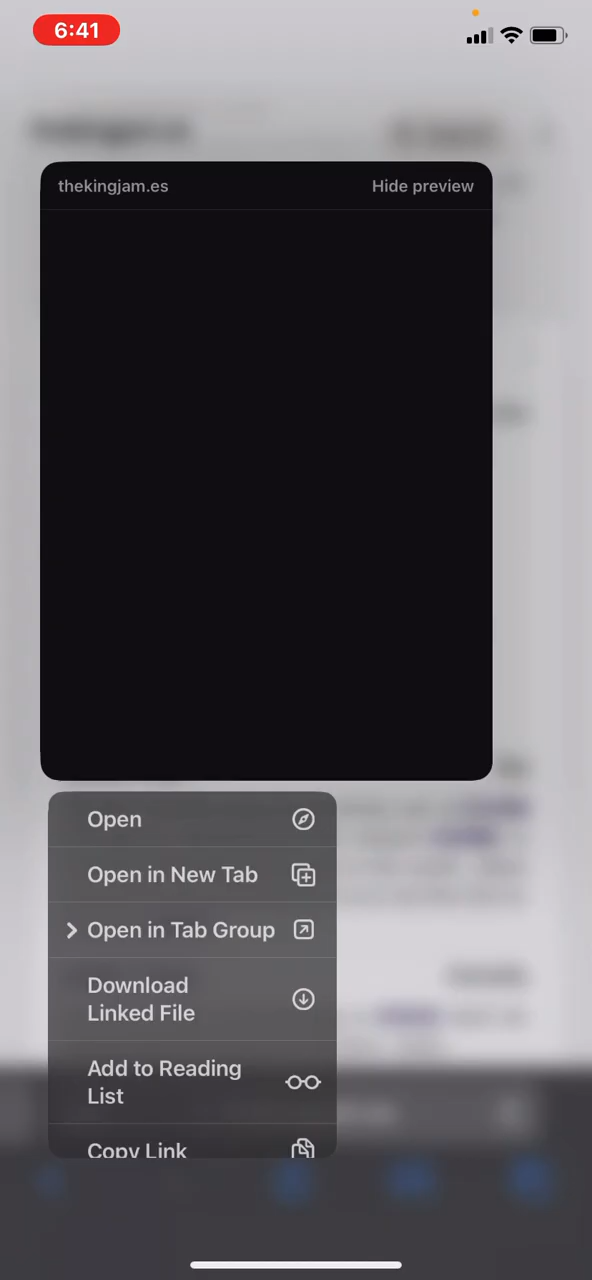 6:41
thekingjam.es Hide preview
Open
Open in New Tab
Open in Tab Group
Download
Linked File
Add to Reading
List
Copy Link